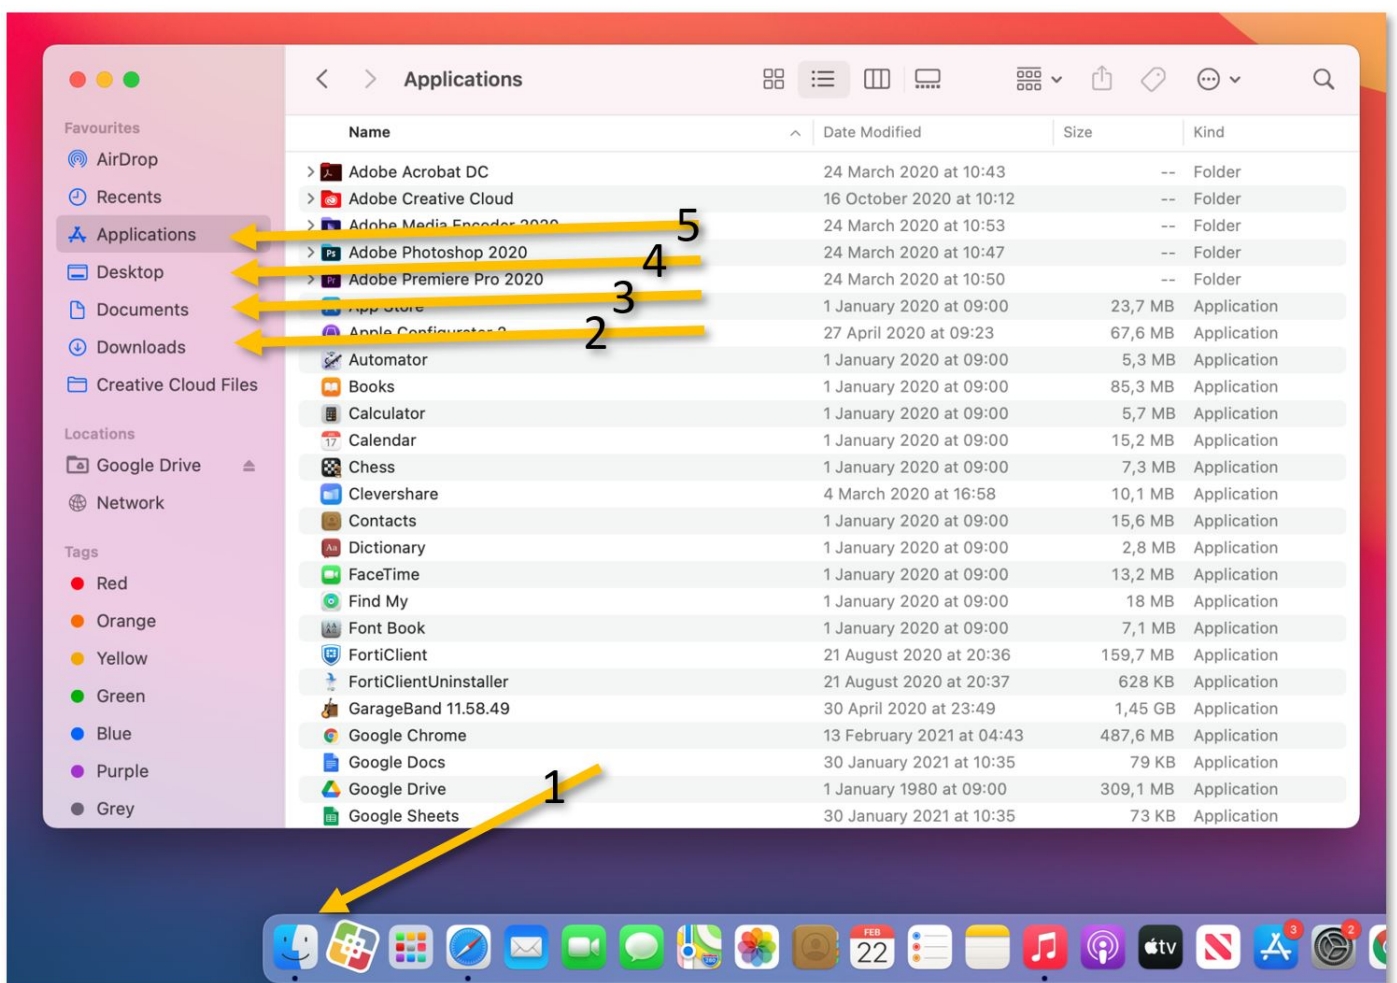 Applications
Favourites
AirDrop
Recents
Applications
Desktop
Documents
Downloads
Creative Cloud Files
Locations
Google Drive
Network
Tags
Red
Orange
Yellow
Green
Blue
Purple
Grey
Name Date Modified Size Kind
Adobe Acrobat DC 24 March 2020 at 10:43 -- Folder
Adobe Creative Cloud 16 October 2020 at 10:12 -- Folder
Adobe Media Encoder 2020 24 March 2020 at 10:53 -- Folder
Ps Adobe Photoshop 2020 24 March 2020 at 10:47 -- Folder
Pr Adobe Premiere Pro 2020 24 March 2020 at 10:50 -- Folder
App Store 1 January 2020 at 09:00 23,7 MB Application
Apple Configurator 2 27 April 2020 at 09:23 67,6 MB Application
Automator 1 January 2020 at 09:00 5,3 MB Application
Books 1 January 2020 at 09:00 85,3 MB Application
Calculator 1 January 2020 at 09:00 5,7 MB Application
17 Calendar 1 January 2020 at 09:00 15,2 MB Application
Chess 1 January 2020 at 09:00 7,3 MB Application
Clevershare 4 March 2020 at 16:58 10,1 MB Application
Contacts 1 January 2020 at 09:00 15,6 MB Application
Aa Dictionary 1 January 2020 at 09:00 2,8 MB Application
FaceTime 1 January 2020 at 09:00 13,2 MB Application
Find My 1 January 2020 at 09:00 18 MB Application
Font Book 1 January 2020 at 09:00 7,1 MB Application
FortiClient 21 August 2020 at 20:36 159,7 MB Application
FortiClientUninstaller 21 August 2020 at 20:37 628 KB Application
GarageBand 11.58.49 30 April 2020 at 23:49 1,45 GB Application
Google Chrome 13 February 2021 at 04:43 487,6 MB Application
Google Docs 30 January 2021 at 10:35 79 KB Application
Google Drive 1 January 1980 at 09:00 309,1 MB Application
Google Sheets 30 January 2021 at 10:35 73 KB Application
5
4
3
2
1
FEB
22
tv
3
2